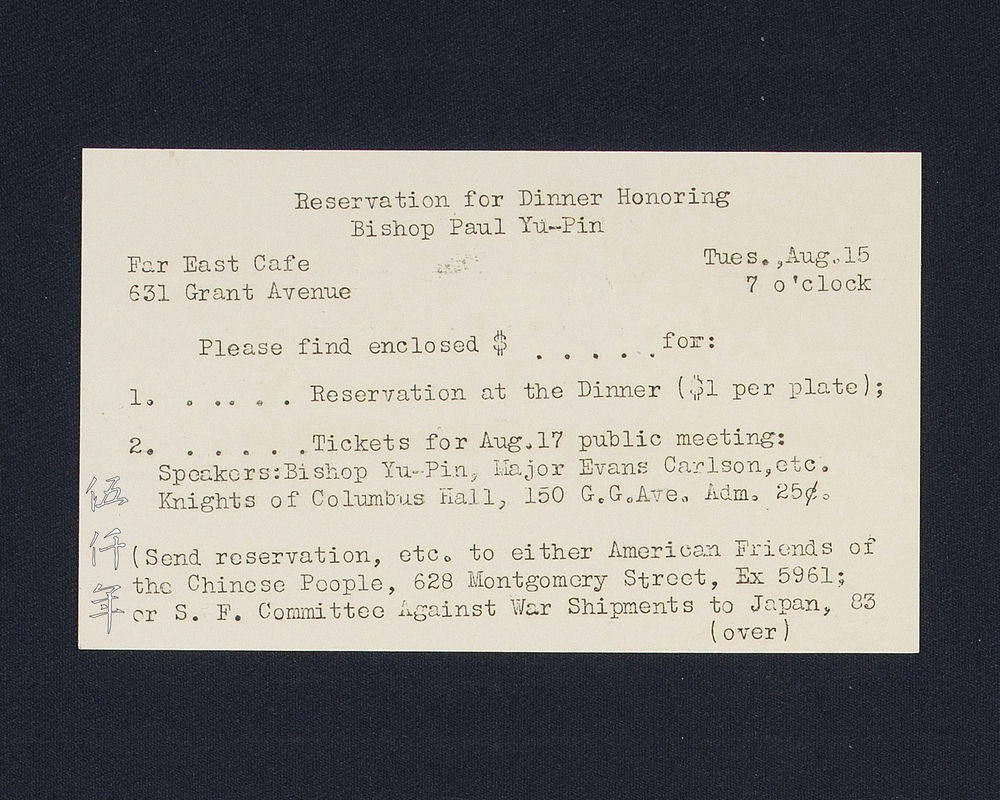 Reservation for Dinner Honoring
Bishop Paul Yu-Pin
Far East Cafe
631 Grant Avenue
Tues.,Aug.15
7 o'clock
Please find enclosed $ . . . . . .for:
1. . .. . . Reservation at the Dinner ($1 per plate);
2. . . . . .Tickets for Aug.17 public meeting:
Speakers:Bishop Yu-Pin, Major Evans Carlson,etc.
Knights of Columbus Hall, 150 G.G.Ave. Adm. 25¢.
(Send reservation, etc. to either American Friends of
the Chinese People, 628 Montgomery Street, Ex 5961;
or S. F. Committee Against War Shipments to Japan, 83
(over)
伍仟年